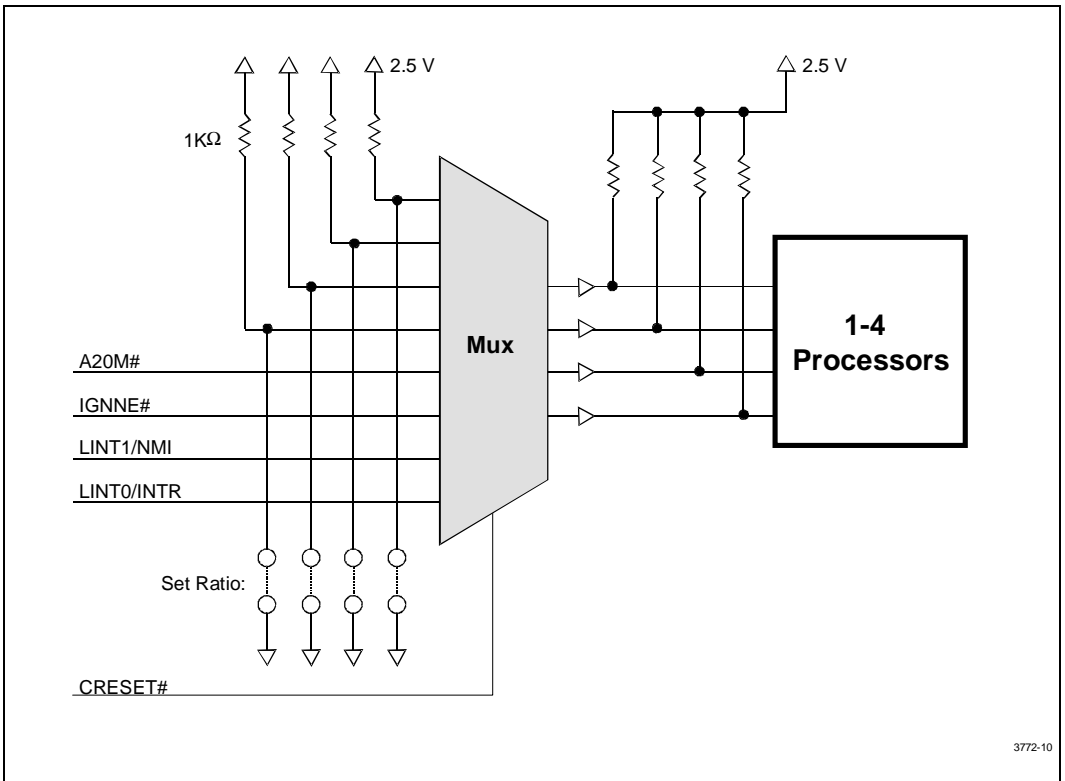 2.5 V
2.5 V
1KΩ
Mux
1-4
Processors
A20M#
IGNNE#
LINT1/NMI
LINT0/INTR
Set Ratio:
CRESET#
3772-10